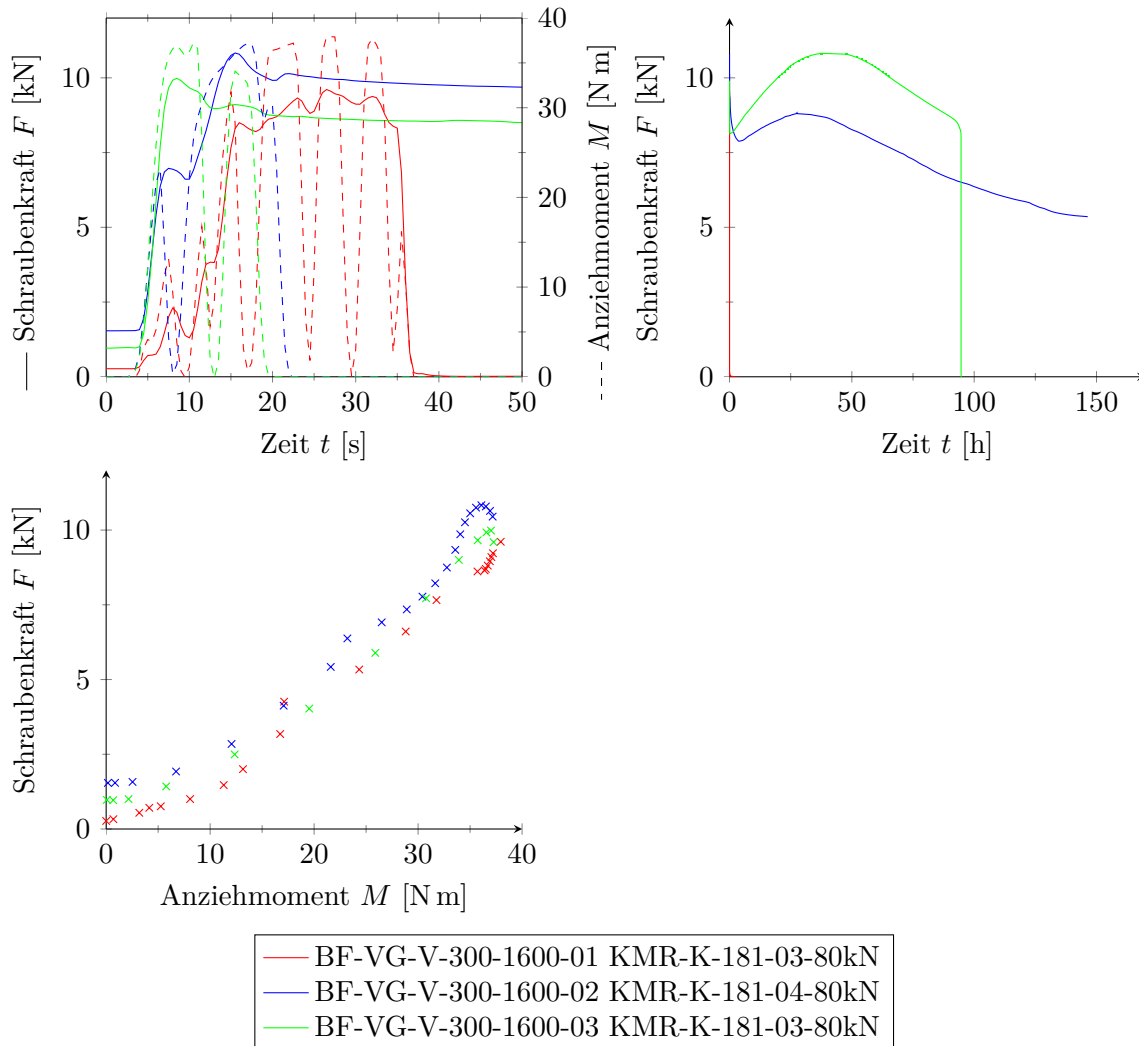 — Schraubenkraft F [kN]
0
5
10
0
10
20
30
40
50
Zeit t [s]
0
10
20
30
40
--- Anziehmoment M [N m]
Schraubenkraft F [kN]
0
5
10
0
50
100
150
Zeit t [h]
Schraubenkraft F [kN]
0
5
10
0
10
20
30
40
Anziehmoment M [N m]
BF-VG-V-300-1600-01 KMR-K-181-03-80kN
BF-VG-V-300-1600-02 KMR-K-181-04-80kN
BF-VG-V-300-1600-03 KMR-K-181-03-80kN